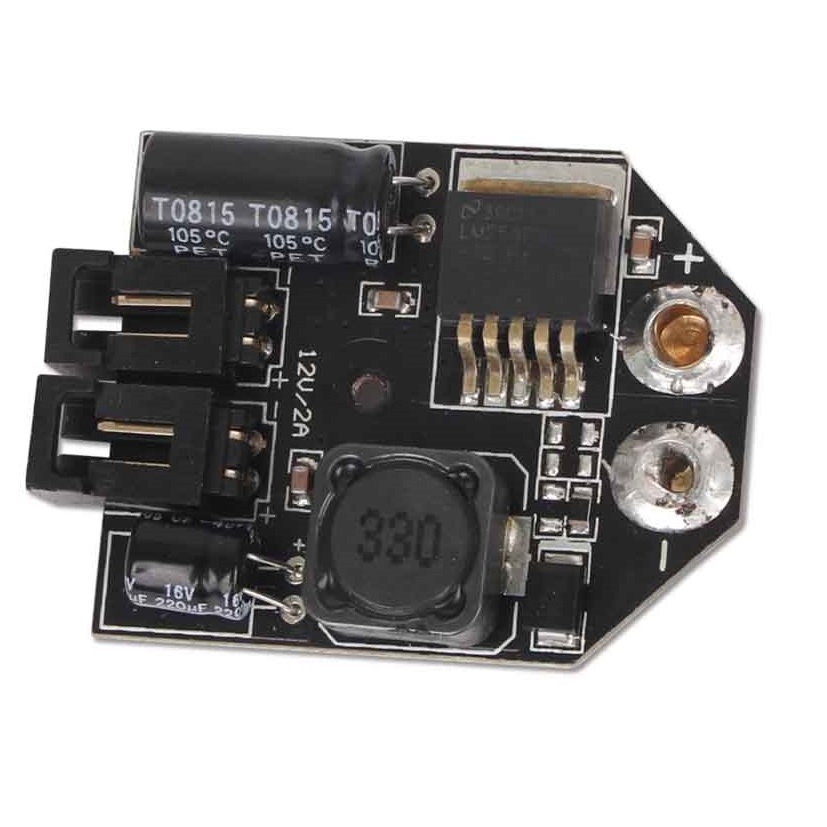 T0815 T0815 T0
105°C 105°C 10
PET PET P
+
12V/2A
+ -
+
330
+
16V 16
220µF 220
-